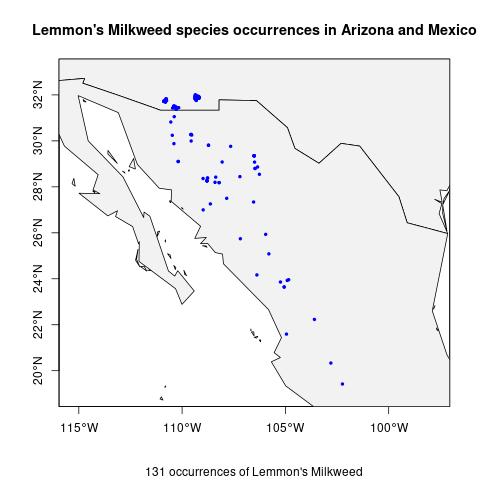 Lemmon's Milkweed species occurrences in Arizona and Mexico
32°N
30°N
28°N
26°N
24°N
22°N
20°N
115°W 110°W 105°W 100°W
131 occurrences of Lemmon's Milkweed